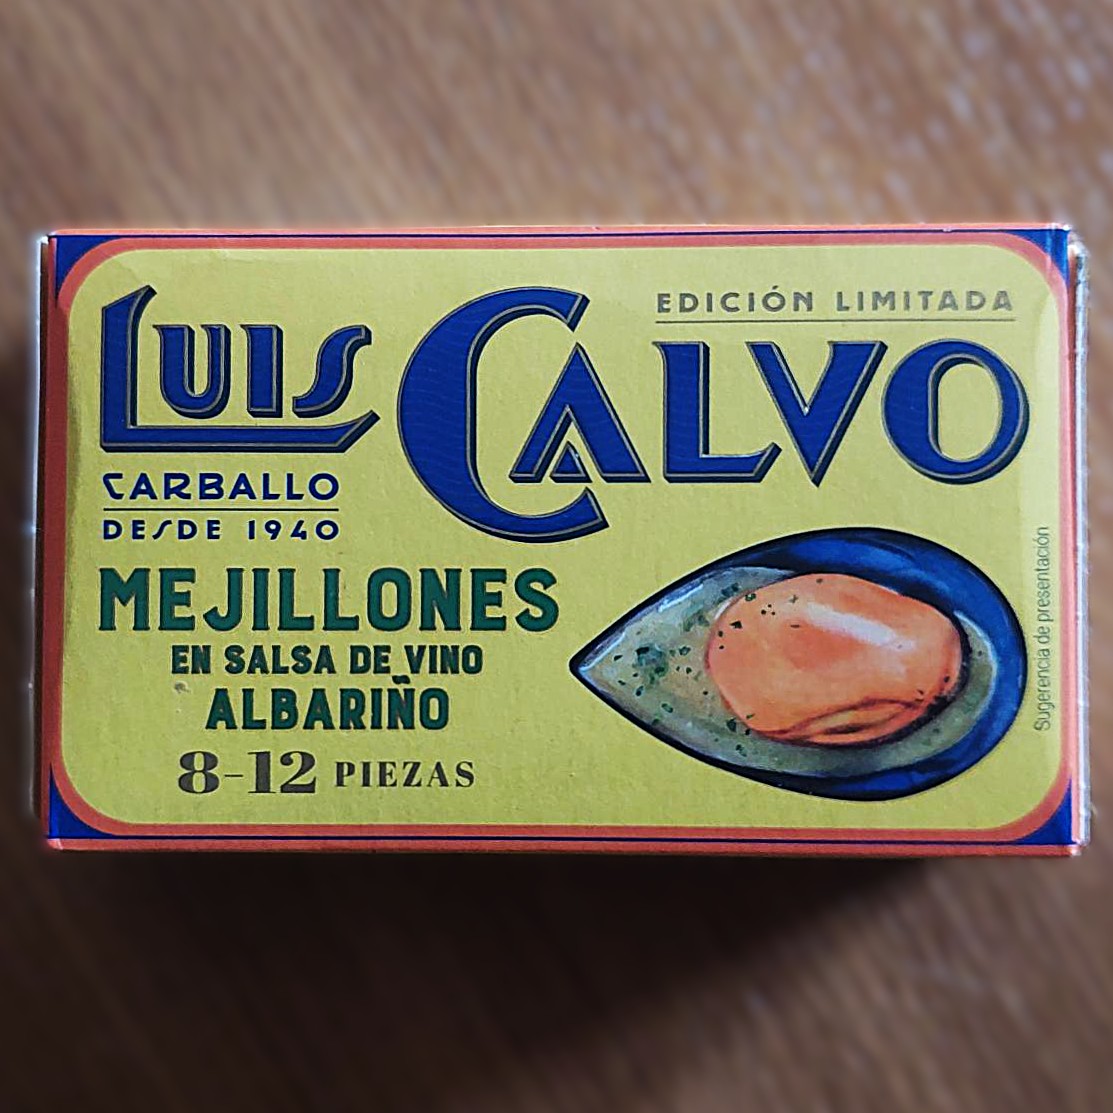 LUIS CALVO
EDICIÓN LIMITADA
CARBALLO
DESDE 1940
MEJILLONES
EN SALSA DE VINO
ALBARIÑO
8-12 PIEZAS
Sugerencia de presentación